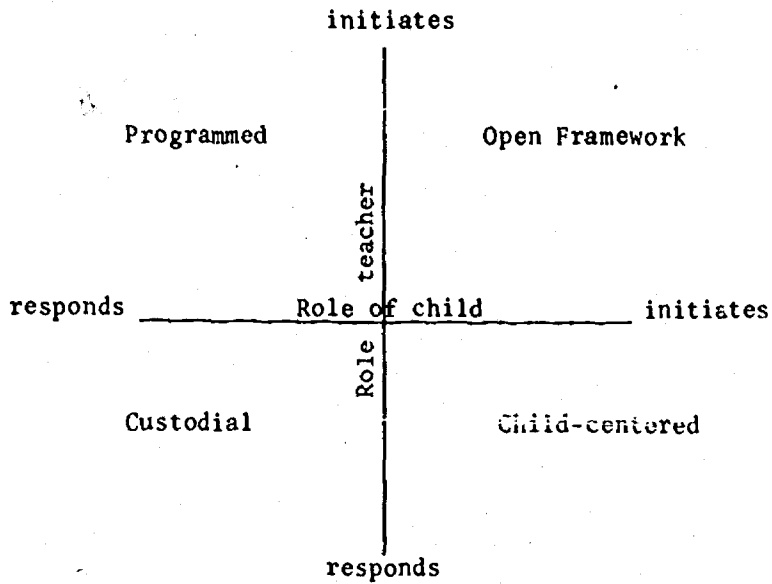 initiates
Programmed
Open Framework
teacher
responds
Role of child
initiates
Role
Custodial
Child-centered
responds